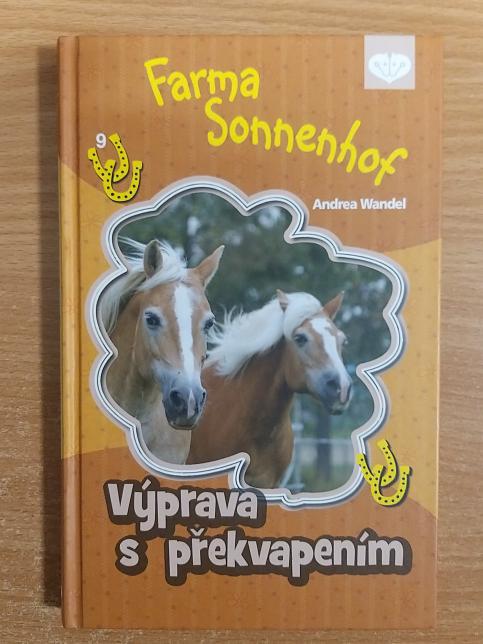 Farma
Sonnenhof
9
Andrea Wandel
Výprava
s překvapením